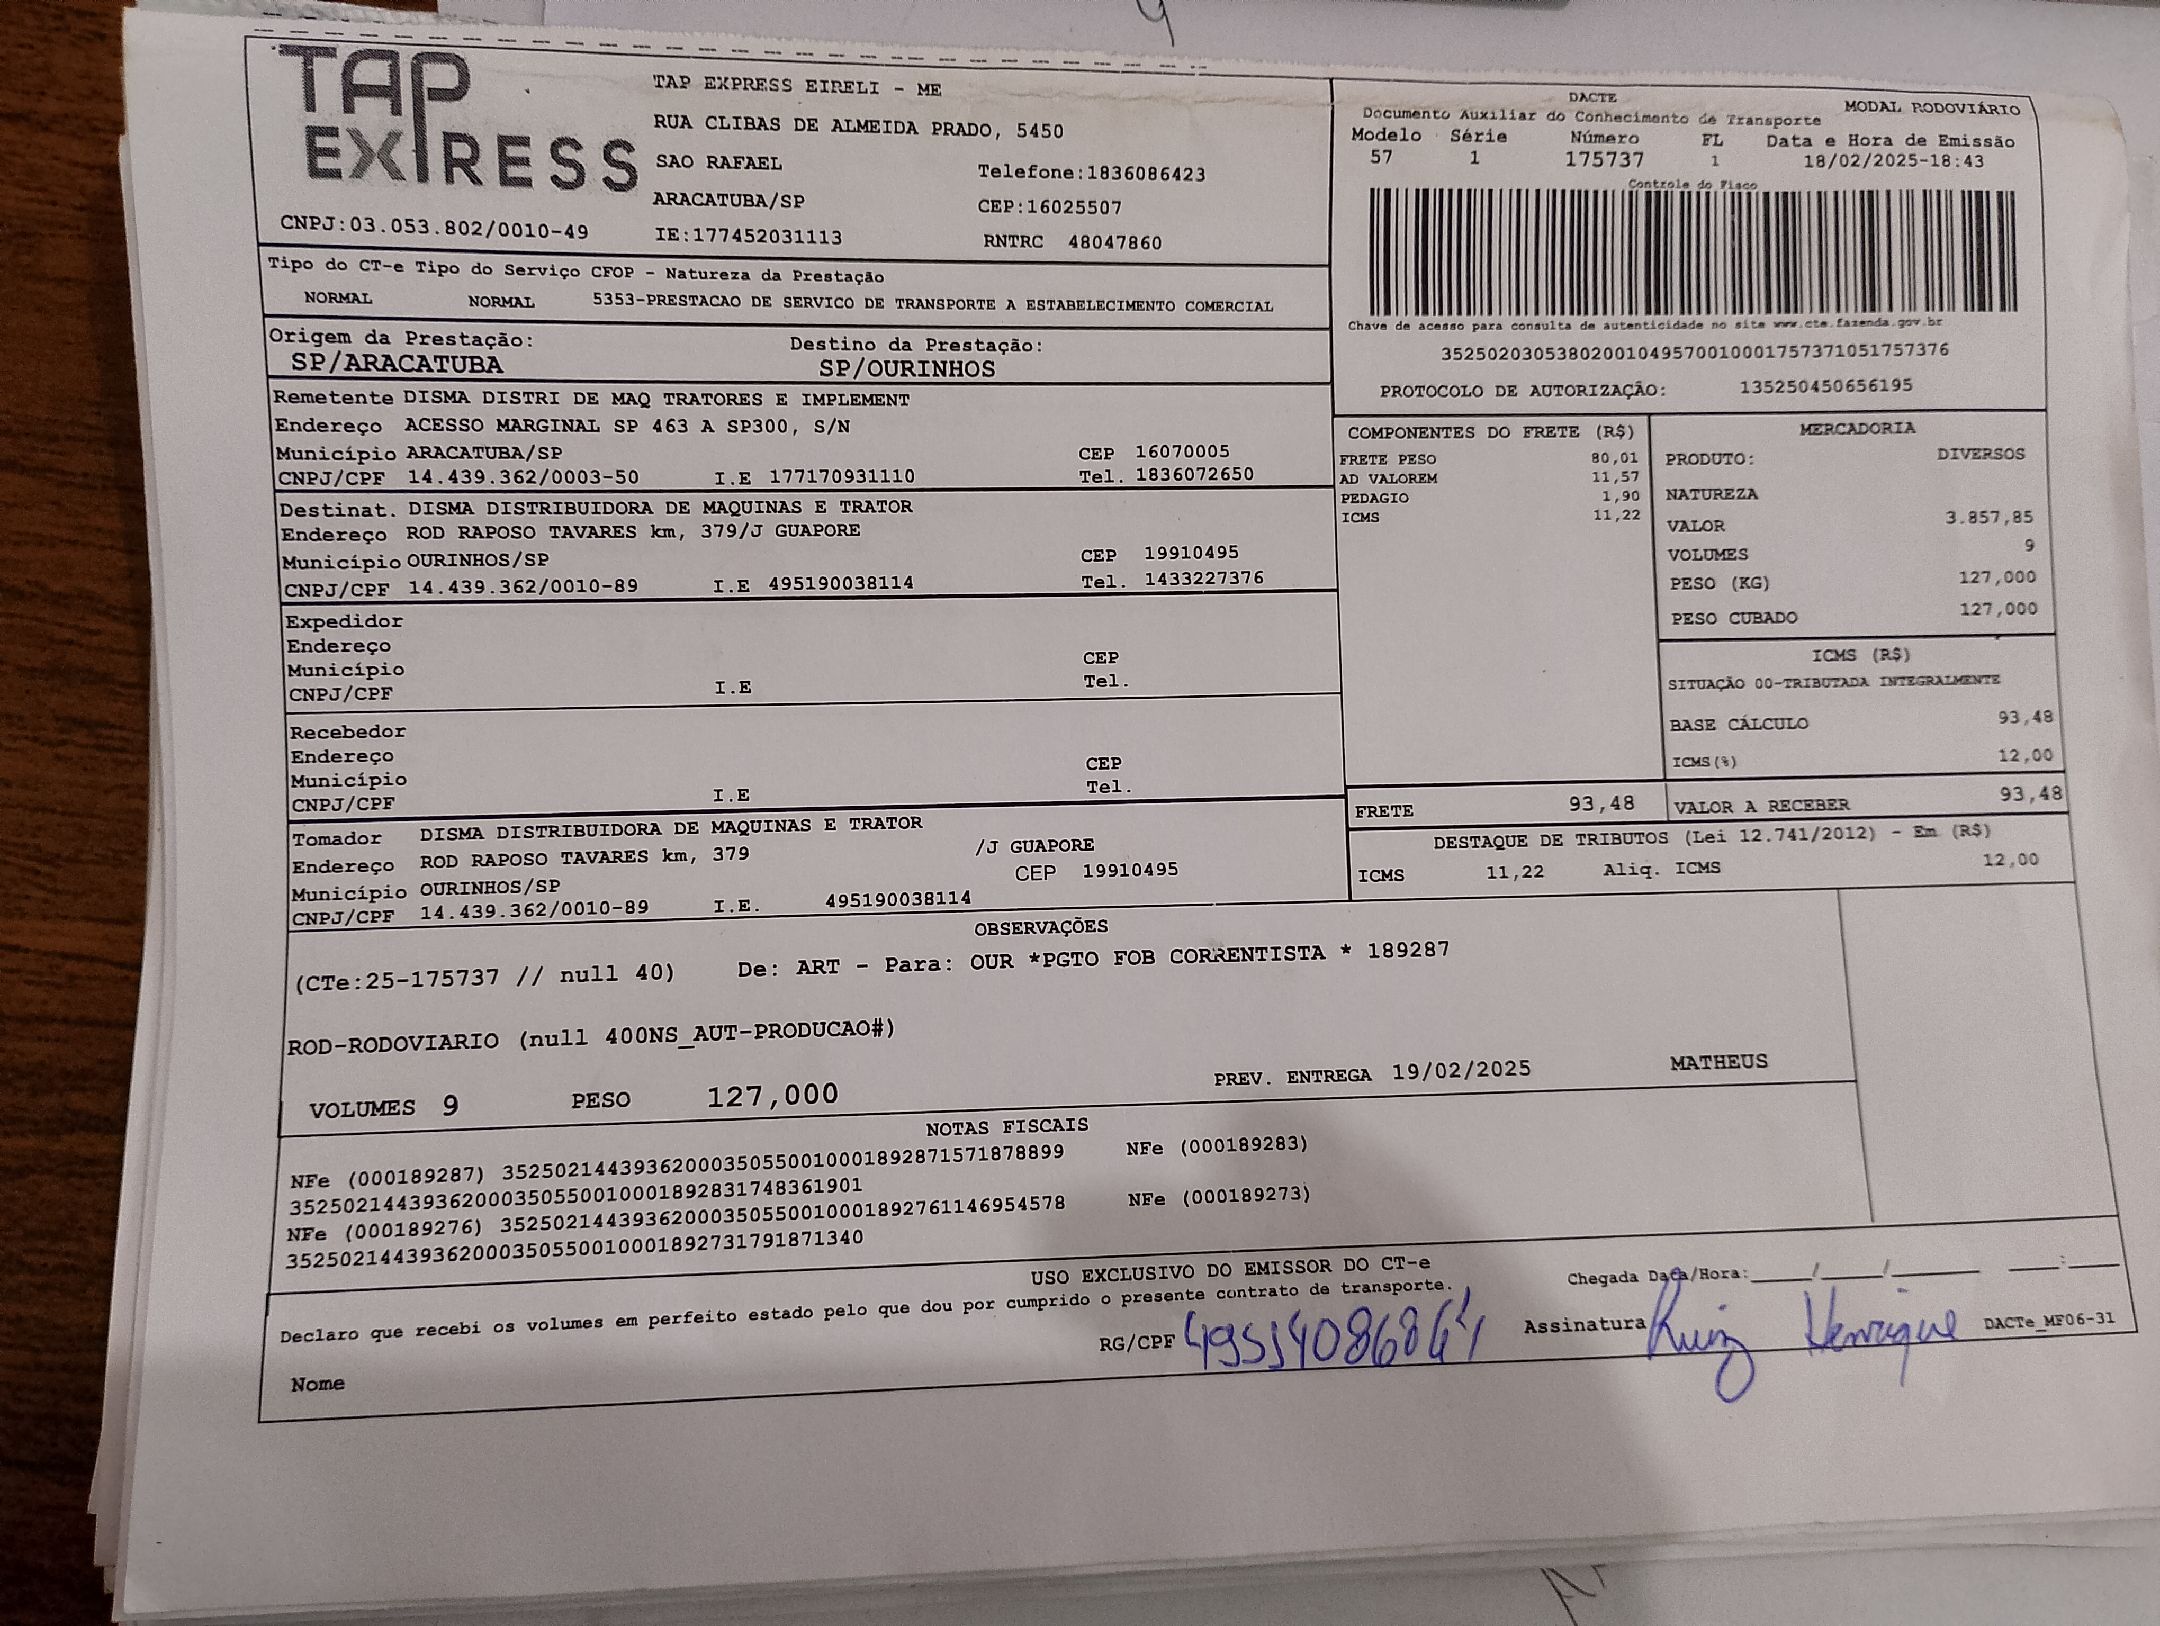 TAP EXPRESS
TAP EXPRESS EIRELI - ME
RUA CLIBAS DE ALMEIDA PRADO, 5450
SAO RAFAEL
Telefone:1836086423
ARACATUBA/SP
CEP:16025507
CNPJ:03.053.802/0010-49
IE:177452031113
RNTRC 48047860
DACTE
MODAL RODOVIÁRIO
Documento Auxiliar do Conhecimento de Transporte
Modelo Série Número FL Data e Hora de Emissão
57 1 175737 1 18/02/2025-18:43
Controle do Fisco
Chave de acesso para consulta de autenticidade no site www.cte.fazenda.gov.br
35250203053802001049570010001757371051757376
PROTOCOLO DE AUTORIZAÇÃO: 135250450656195
Tipo do CT-e Tipo do Serviço CFOP - Natureza da Prestação
NORMAL NORMAL 5353-PRESTACAO DE SERVICO DE TRANSPORTE A ESTABELECIMENTO COMERCIAL
Origem da Prestação: Destino da Prestação:
SP/ARACATUBA SP/OURINHOS
Remetente DISMA DISTRI DE MAQ TRATORES E IMPLEMENT
Endereço ACESSO MARGINAL SP 463 A SP300, S/N
Município ARACATUBA/SP CEP 16070005
CNPJ/CPF 14.439.362/0003-50 I.E 177170931110 Tel. 1836072650
Destinat. DISMA DISTRIBUIDORA DE MAQUINAS E TRATOR
Endereço ROD RAPOSO TAVARES km, 379/J GUAPORE
Município OURINHOS/SP CEP 19910495
CNPJ/CPF 14.439.362/0010-89 I.E 495190038114 Tel. 1433227376
Expedidor
Endereço
Município CEP
CNPJ/CPF I.E Tel.
Recebedor
Endereço
Município CEP
CNPJ/CPF I.E Tel.
Tomador DISMA DISTRIBUIDORA DE MAQUINAS E TRATOR
Endereço ROD RAPOSO TAVARES km, 379 /J GUAPORE
Município OURINHOS/SP CEP 19910495
CNPJ/CPF 14.439.362/0010-89 I.E. 495190038114
COMPONENTES DO FRETE (R$)
FRETE PESO 80,01
AD VALOREM 11,57
PEDAGIO 1,90
ICMS 11,22
MERCADORIA
PRODUTO: DIVERSOS
NATUREZA
VALOR 3.857,85
VOLUMES 9
PESO (KG) 127,000
PESO CUBADO 127,000
ICMS (R$)
SITUAÇÃO 00-TRIBUTADA INTEGRALMENTE
BASE CÁLCULO 93,48
ICMS(%) 12,00
FRETE 93,48 VALOR A RECEBER 93,48
DESTAQUE DE TRIBUTOS (Lei 12.741/2012) - Em (R$)
ICMS 11,22 Aliq. ICMS 12,00
OBSERVAÇÕES
(CTe:25-175737 // null 40) De: ART - Para: OUR *PGTO FOB CORRENTISTA * 189287
ROD-RODOVIARIO (null 400NS_AUT-PRODUCAO#)
VOLUMES 9 PESO 127,000 PREV. ENTREGA 19/02/2025 MATHEUS
NOTAS FISCAIS
NFe (000189287) 35250214439362000350550010001892871571878899 NFe (000189283)
35250214439362000350550010001892831748361901
NFe (000189276) 35250214439362000350550010001892761146954578 NFe (000189273)
35250214439362000350550010001892731791871340
USO EXCLUSIVO DO EMISSOR DO CT-e
Chegada Data/Hora:____/____/______ ___:___
Declaro que recebi os volumes em perfeito estado pelo que dou por cumprido o presente contrato de transporte.
RG/CPF Assinatura Henrique DACTe_MF06-31
Nome